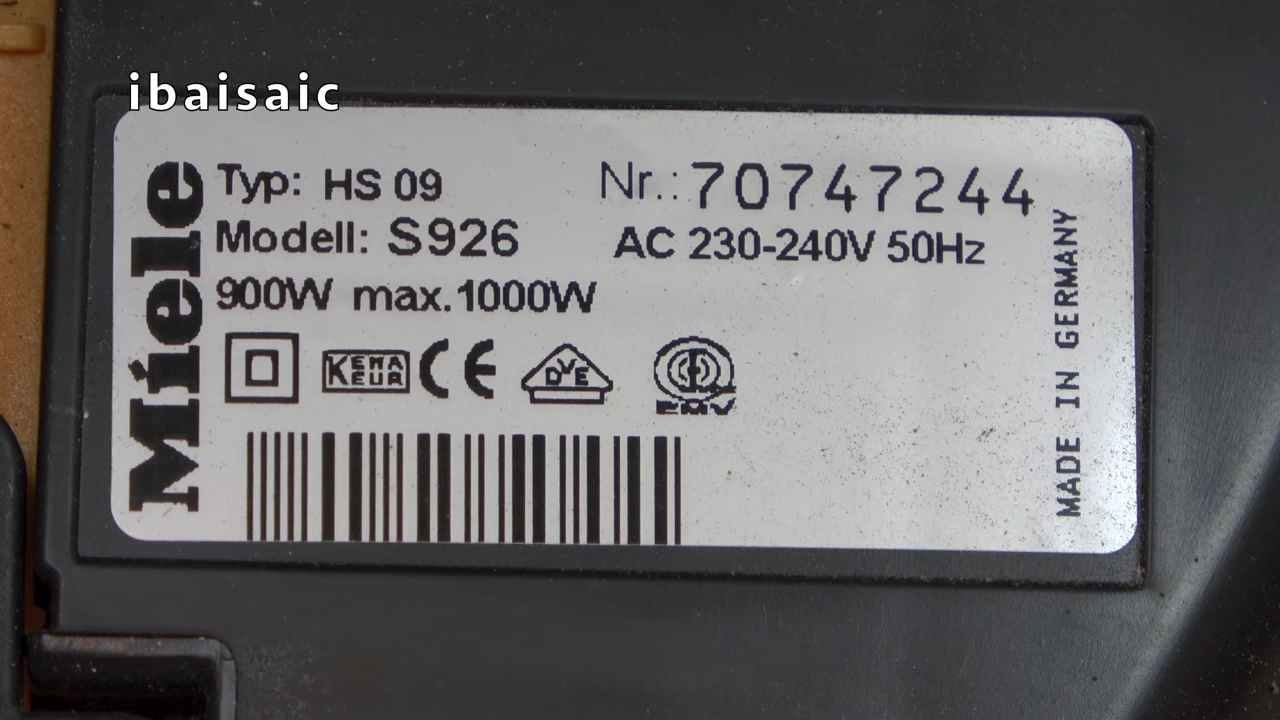 ibaisaic
Miele
Typ: HS 09
Nr.: 70747244
Modell: S926
AC 230-240V 50Hz
900W max. 1000W
KEMA
KEUR
CE
DVE
EMV
MADE IN GERMANY